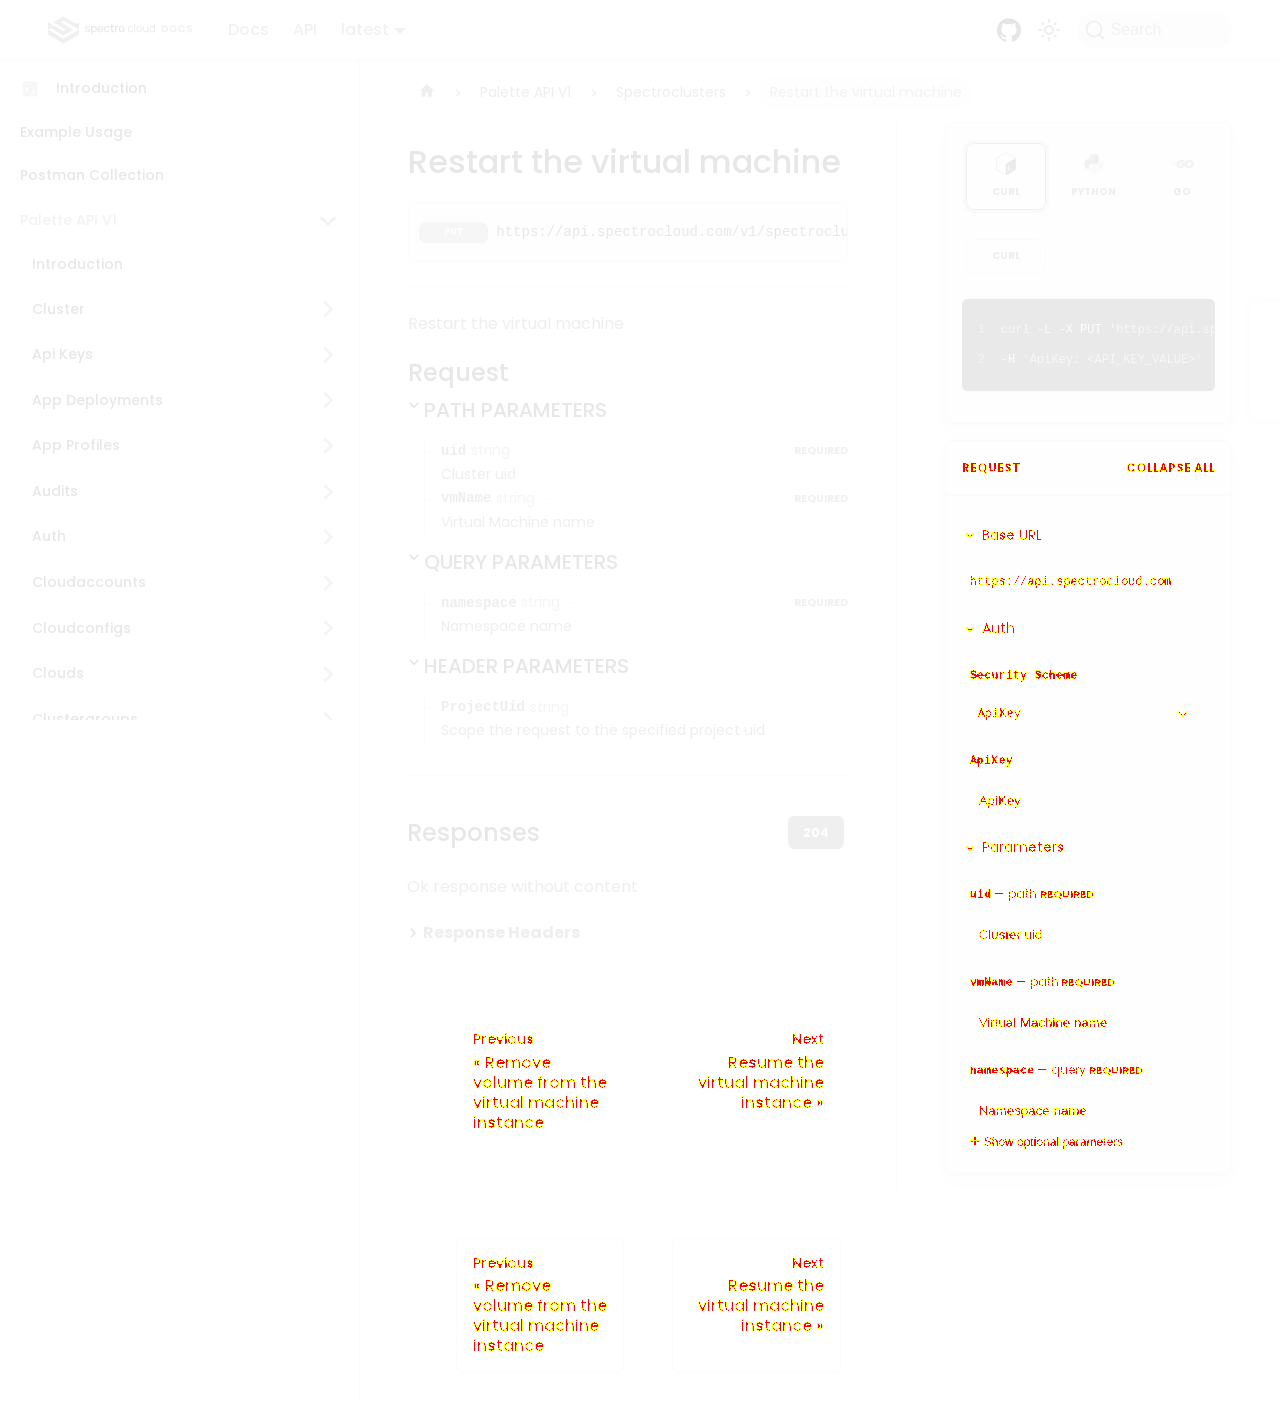 spectro cloud DOCS
Docs
API
latest
Search
Introduction
Example Usage
Postman Collection
Palette API V1
Introduction
Cluster
Api Keys
App Deployments
App Profiles
Audits
Auth
Cloudaccounts
Cloudconfigs
Clouds
Clustergroups
Palette API V1
Spectroclusters
Restart the virtual machine
Restart the virtual machine
PUT https://api.spectrocloud.com/v1/spectroclu
Restart the virtual machine
Request
PATH PARAMETERS
uid string REQUIRED
Cluster uid
vmName string REQUIRED
Virtual Machine name
QUERY PARAMETERS
namespace string REQUIRED
Namespace name
HEADER PARAMETERS
ProjectUid string
Scope the request to the specified project uid
Responses
204
Ok response without content
Response Headers
Previous
« Remove
volume from the
virtual machine
instance
Next
Resume the
virtual machine
instance »
Previous
« Remove
volume from the
virtual machine
instance
Next
Resume the
virtual machine
instance »
CURL
PYTHON
GO
CURL
1 curl -L -X PUT 'https://api.sp
2 -H 'ApiKey: <API_KEY_VALUE>'
REQUEST
COLLAPSE ALL
Base URL
https://api.spectrocloud.com
Auth
Security Scheme
ApiKey
ApiKey
ApiKey
Parameters
uid — path REQUIRED
Cluster uid
vmName — path REQUIRED
Virtual Machine name
namespace — query REQUIRED
Namespace name
Show optional parameters